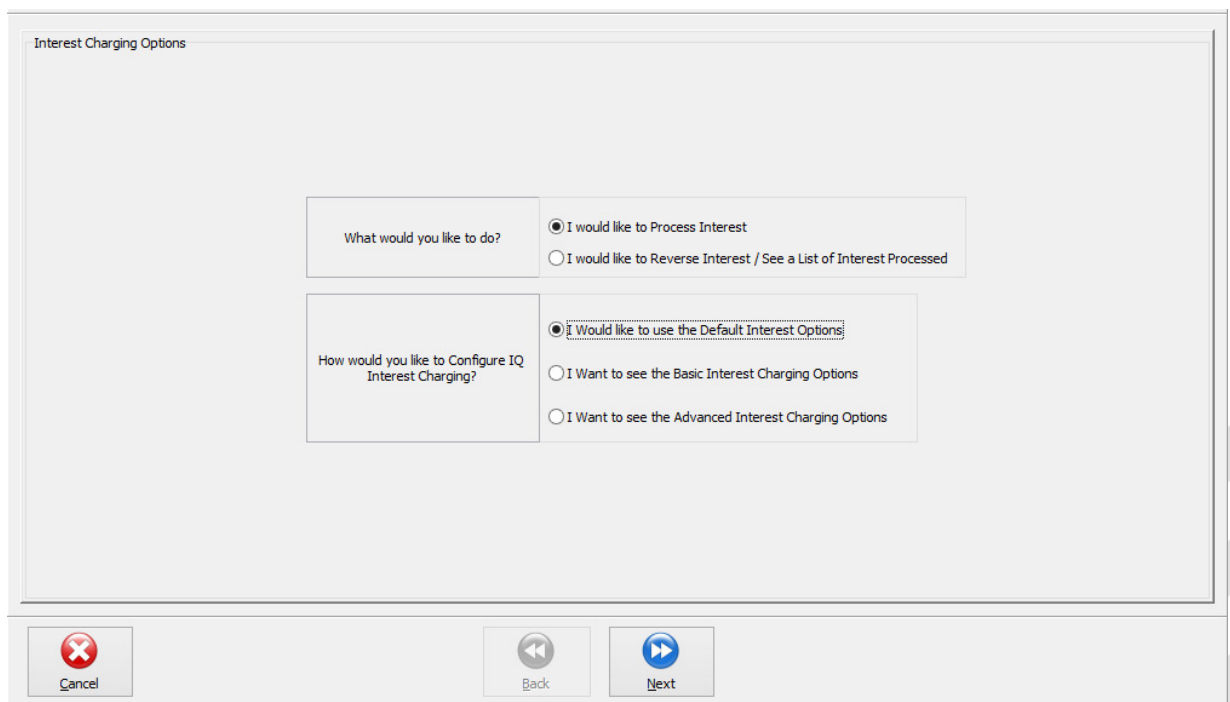 Interest Charging Options
What would you like to do?
I would like to Process Interest
I would like to Reverse Interest / See a List of Interest Processed
How would you like to Configure IQ
Interest Charging?
I Would like to use the Default Interest Options
I Want to see the Basic Interest Charging Options
I Want to see the Advanced Interest Charging Options
Cancel
Back
Next